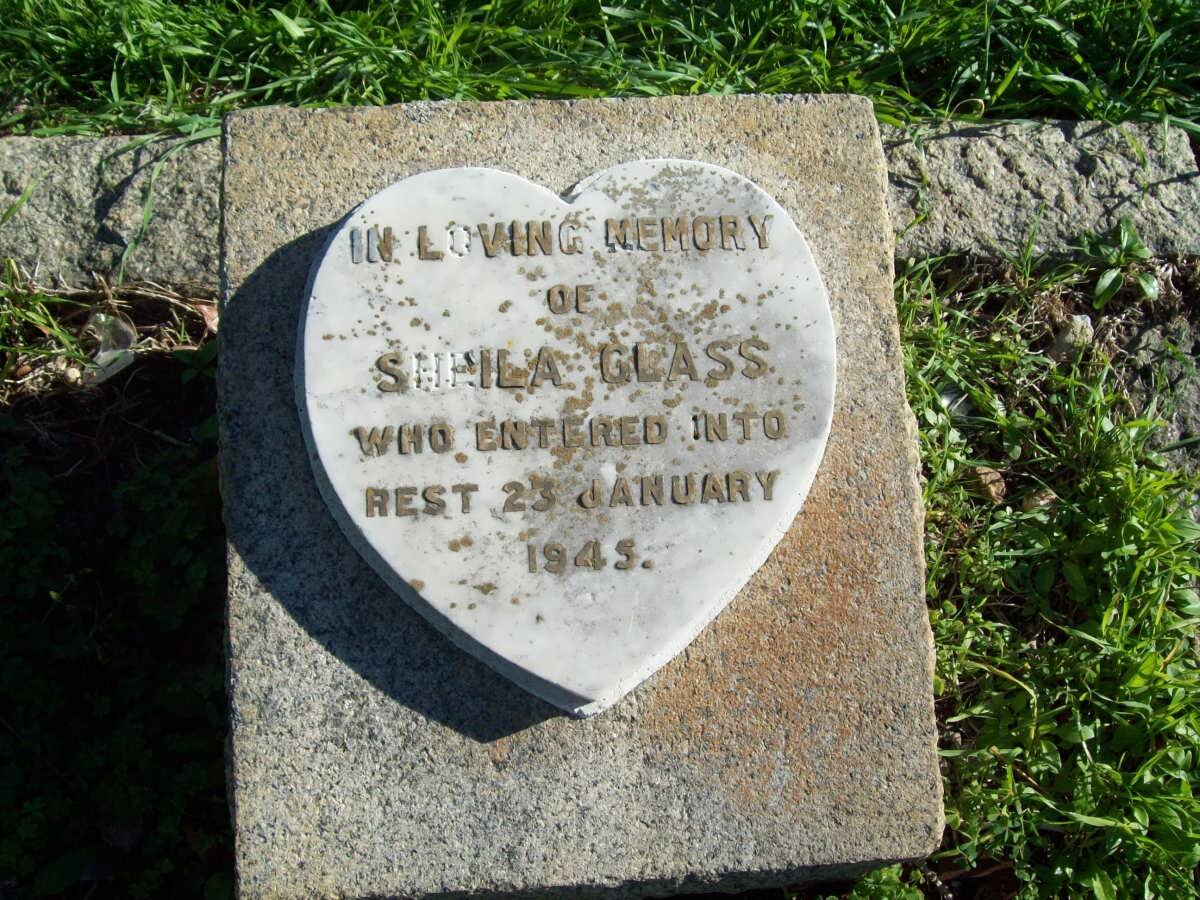 IN LOVING MEMORY
OF
SHEILA GLASS
WHO ENTERED INTO
REST 23 JANUARY
1945.